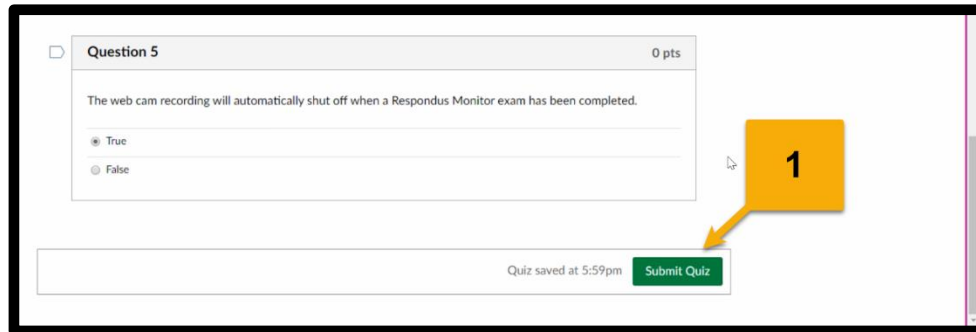 Question 5 0 pts
The web cam recording will automatically shut off when a Respondus Monitor exam has been completed.
True
False
1
Quiz saved at 5:59pm Submit Quiz